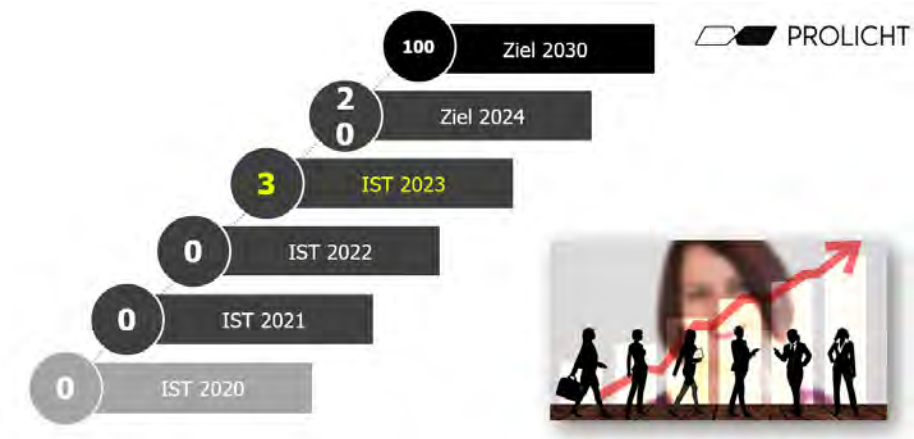 PROLICHT
100 Ziel 2030
2
0
Ziel 2024
3 IST 2023
0 IST 2022
0 IST 2021
0 IST 2020